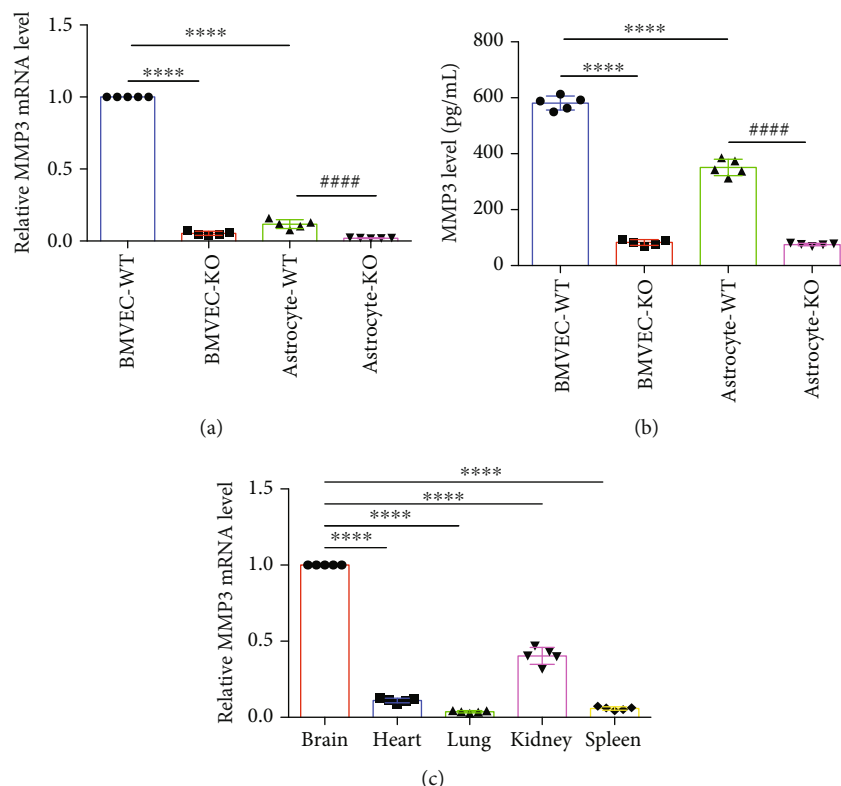 Relative MMP3 mRNA level
1.5
1.0
0.5
0.0
****
****
####
BMVEC-WT
BMVEC-KO
Astrocyte-WT
Astrocyte-KO
(a)
MMP3 level (pg/mL)
800
600
400
200
0
****
****
####
BMVEC-WT
BMVEC-KO
Astrocyte-WT
Astrocyte-KO
(b)
Relative MMP3 mRNA level
1.5
1.0
0.5
0.0
****
****
****
****
Brain Heart Lung Kidney Spleen
(c)